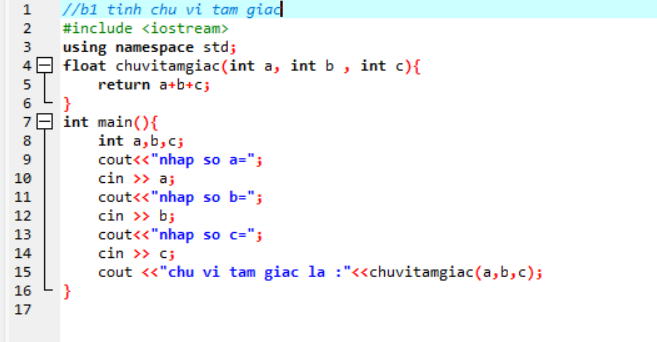 1 //b1 tinh chu vi tam giac
2 #include <iostream>
3 using namespace std;
4 float chuvitamgiac(int a, int b , int c){
5 return a+b+c;
6 }
7 int main(){
8 int a,b,c;
9 cout<<"nhap so a=";
10 cin >> a;
11 cout<<"nhap so b=";
12 cin >> b;
13 cout<<"nhap so c=";
14 cin >> c;
15 cout <<"chu vi tam giac la :"<<chuvitamgiac(a,b,c);
16 }
17